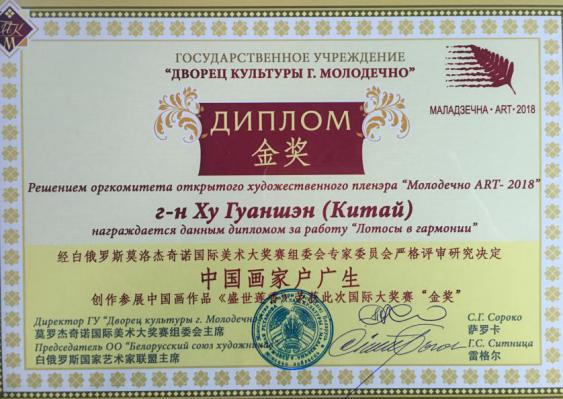 ГОСУДАРСТВЕННОЕ УЧРЕЖДЕНИЕ
“ДВОРЕЦ КУЛЬТУРЫ Г. МОЛОДЕЧНО”
МАЛАДЗЕЧНА • ART • 2018
ДИПЛОМ
金奖
Решением оргкомитета открытого художественного пленэра “Молодечно ART- 2018”
г-н Ху Гуаншэн (Китай)
награждается данным дипломом за работу “Лотосы в гармонии”
经白俄罗斯莫洛杰奇诺国际美术大奖赛组委会专家委员会严格评审研究决定
中国画家户广生
创作参展中国画作品《盛世莲香》荣获此次国际大奖赛“金奖”
Директор ГУ “Дворец культуры г. Молодечно”
莫罗杰奇诺国际美术大奖赛组委会主席
Председатель ОО “Белорусский союз художников”
白俄罗斯国家艺术家联盟主席
С.Г. Сороко
萨罗卡
Г.С. Ситница
雷格尔